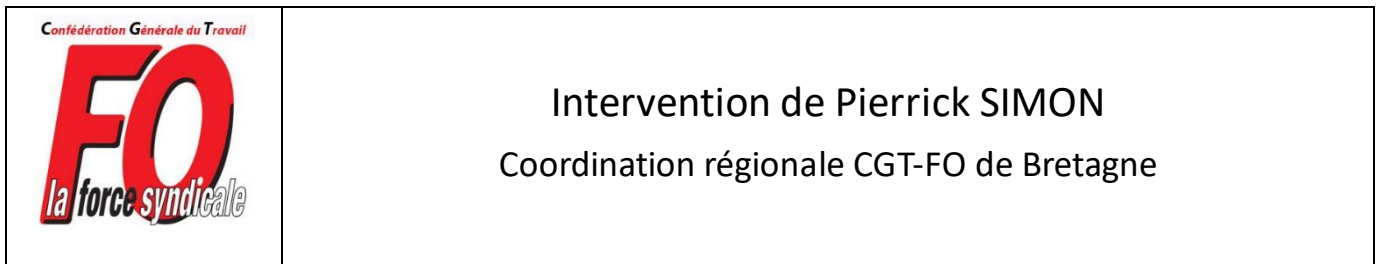 Confédération Générale du Travail
FO
la force syndicale
Intervention de Pierrick SIMON
Coordination régionale CGT-FO de Bretagne